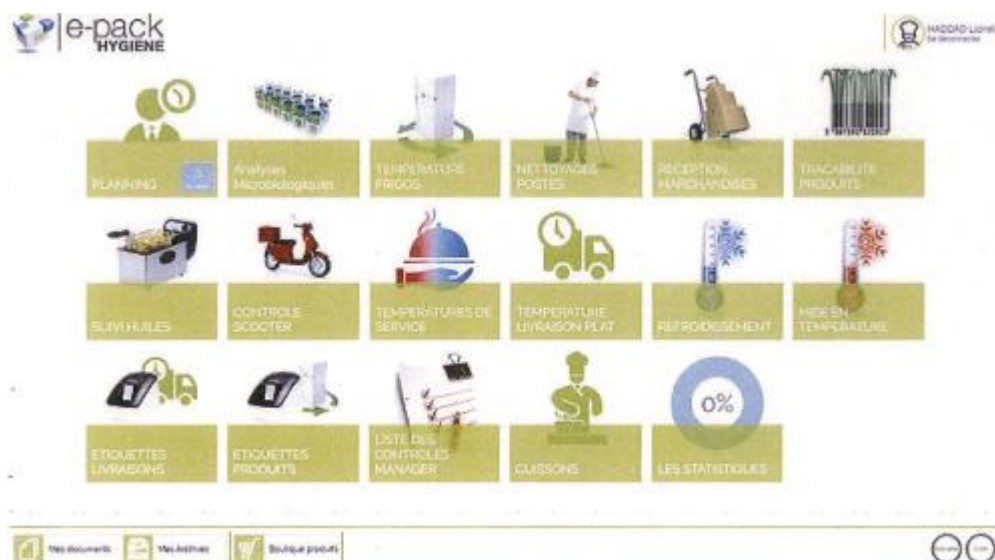 e-pack
HYGIENE
HADDAD Lionel
Se déconnecter
PLANNING
Analyses
Microbiologiques
TEMPERATURE
FRIGOS
NETTOYAGES
POSTES
RECEPTION
MARCHANDISES
TRACABILITE
PRODUITS
SUIVI HUILES
CONTROLE
SCOOTER
TEMPERATURES DE
SERVICE
TEMPERATURE
LIVRAISON PLAT
REFROIDISSEMENT
MISE EN
TEMPERATURE
ETIQUETTES
LIVRAISONS
ETIQUETTES
PRODUITS
LISTE DES
CONTROLES
MANAGER
CUISSONS
0%
LES STATISTIQUES
Mes documents
Mes Archives
Boutique produits